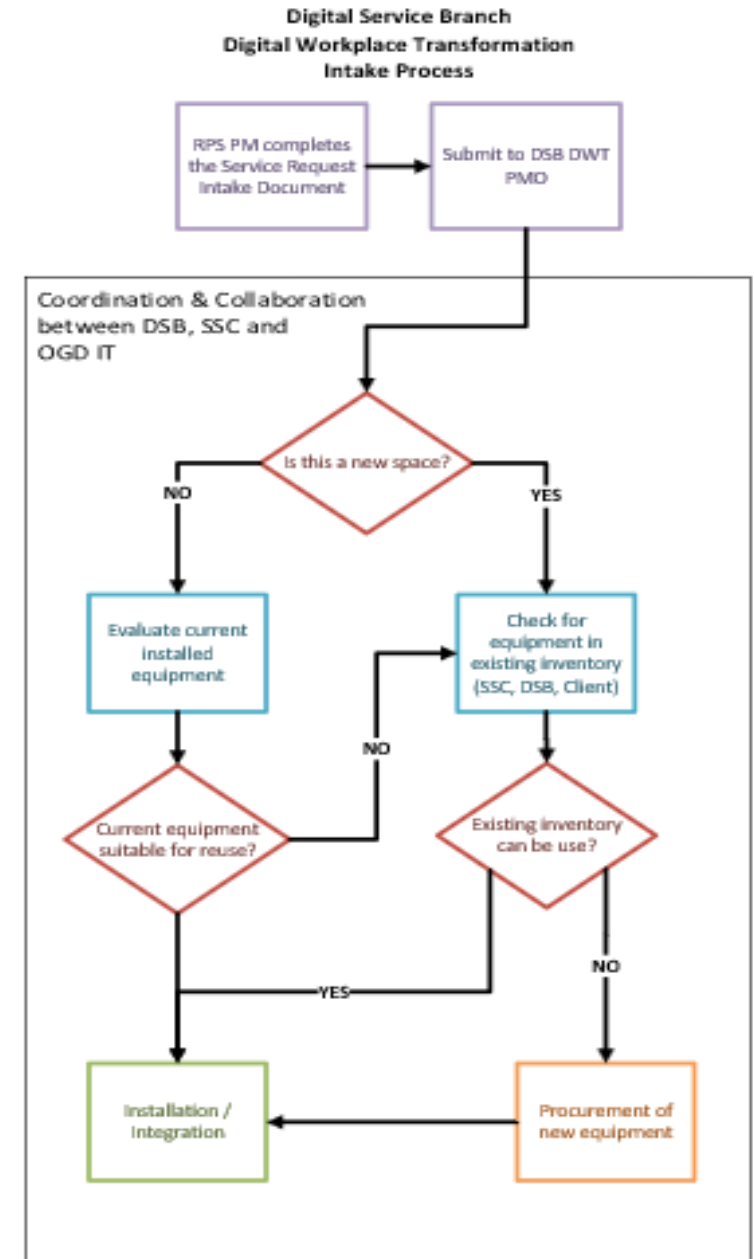 Digital Service Branch
Digital Workplace Transformation
Intake Process
RPS PM completes
the Service Request
Intake Document
Submit to DSB DWT
PMO
Coordination & Collaboration
between DSB, SSC and
OGD IT
Is this a new space?
NO
YES
Evaluate current
installed
equipment
Check for
equipment in
existing inventory
(SSC, DSB, Client)
NO
Current equipment
suitable for reuse?
Existing inventory
can be use?
NO
YES
Installation /
Integration
Procurement of
new equipment